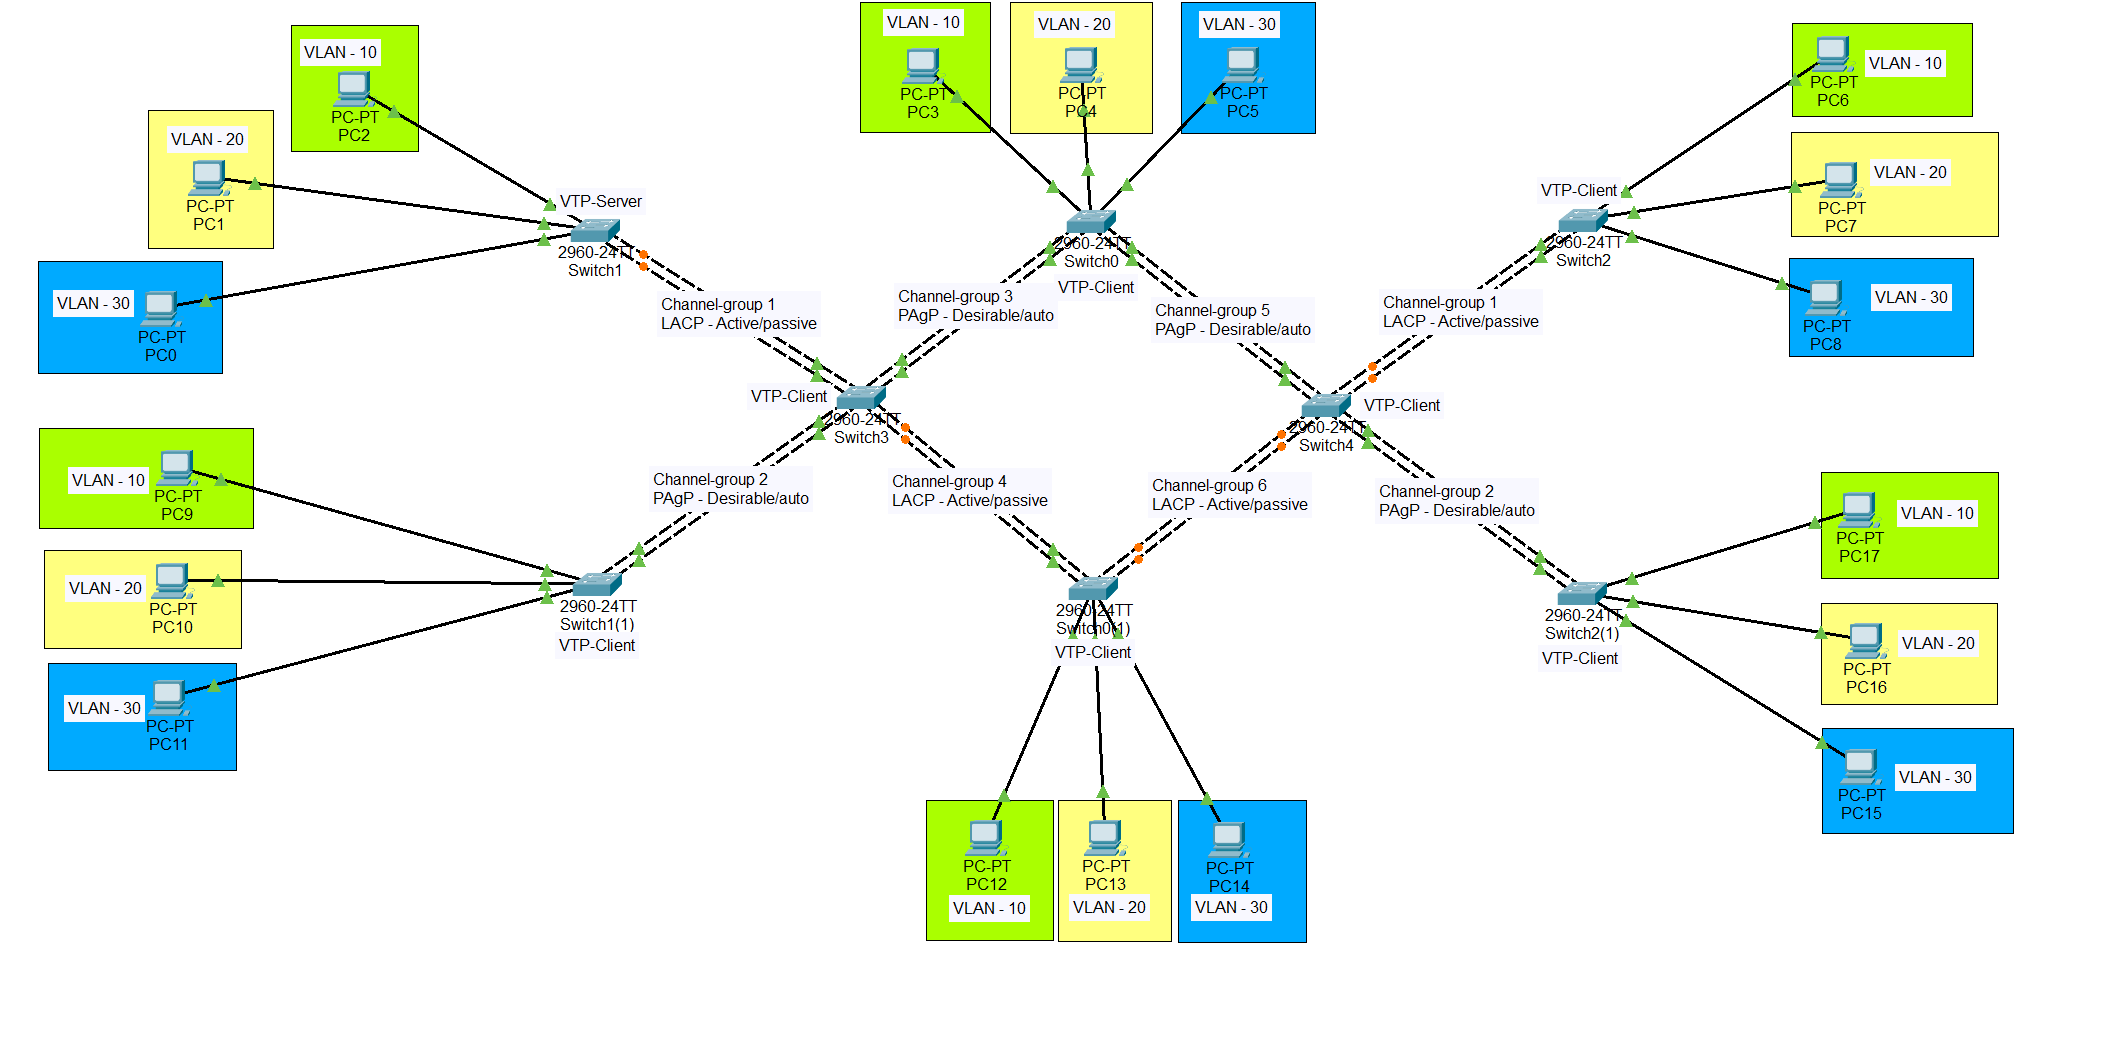 VLAN - 10
PC-PT
PC2
VLAN - 20
PC-PT
PC1
VLAN - 30
PC-PT
PC0
VTP-Server
2960-24TT
Switch1
VLAN - 10
PC-PT
PC3
VLAN - 20
PC-PT
PC4
VLAN - 30
PC-PT
PC5
2960-24TT
Switch0
VTP-Client
VLAN - 10
PC-PT
PC6
VLAN - 20
PC-PT
PC7
VLAN - 30
PC-PT
PC8
VTP-Client
2960-24TT
Switch2
Channel-group 1
LACP - Active/passive
Channel-group 3
PAgP - Desirable/auto
Channel-group 5
PAgP - Desirable/auto
Channel-group 1
LACP - Active/passive
VTP-Client
2960-24TT
Switch3
VTP-Client
2960-24TT
Switch4
Channel-group 2
PAgP - Desirable/auto
Channel-group 4
LACP - Active/passive
Channel-group 6
LACP - Active/passive
Channel-group 2
PAgP - Desirable/auto
VLAN - 10
PC-PT
PC9
VLAN - 20
PC-PT
PC10
VLAN - 30
PC-PT
PC11
2960-24TT
Switch1(1)
VTP-Client
2960-24TT
Switch0(1)
VTP-Client
2960-24TT
Switch2(1)
VTP-Client
VLAN - 10
PC-PT
PC17
VLAN - 20
PC-PT
PC16
VLAN - 30
PC-PT
PC15
PC-PT
PC12
VLAN - 10
PC-PT
PC13
VLAN - 20
PC-PT
PC14
VLAN - 30